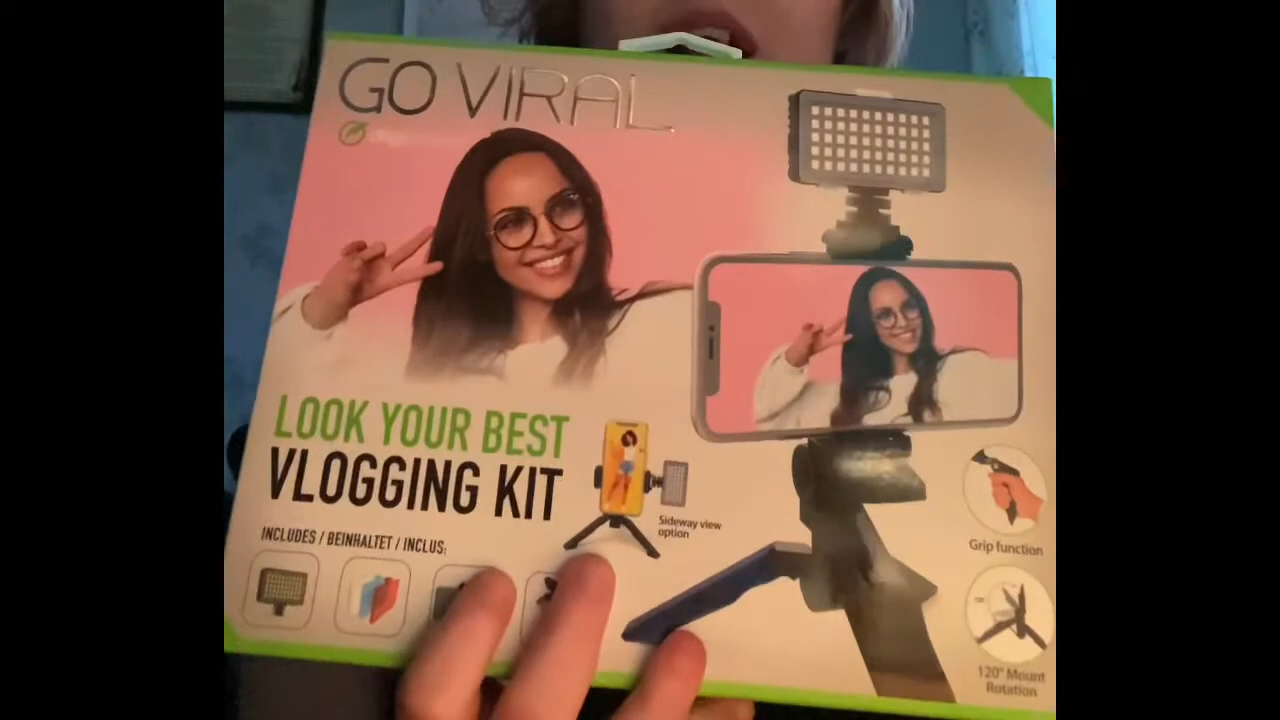 GO VIRAL
LOOK YOUR BEST
VLOGGING KIT
INCLUDES / BEINHALTET / INCLUS:
Sideway view
option
Grip function
120° Mount
Rotation